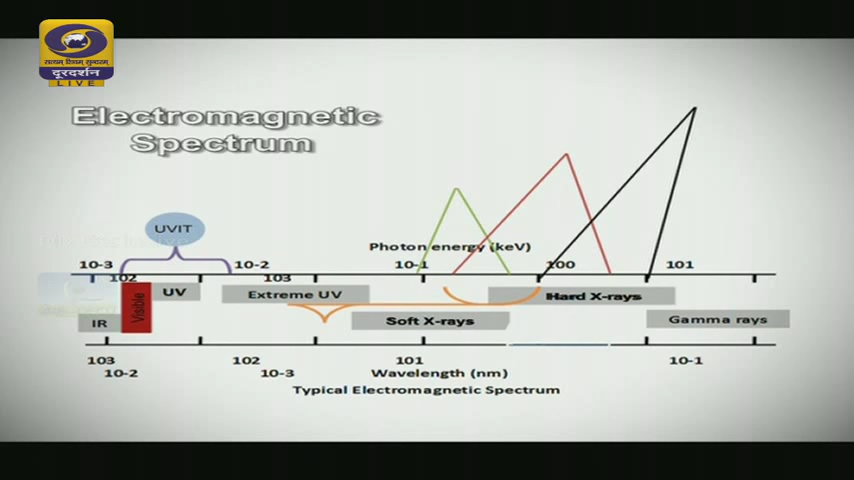 सत्यम् शिवम् सुन्दरम्
दूरदर्शन
LIVE
Electromagnetic
Spectrum
UVIT
Photon energy (keV)
10-3 10-2 10-1 100 101
102 103
Visible
UV
Extreme UV
Hard X-rays
IR
Soft X-rays
Gamma rays
103 102 101 10-1
10-2 10-3 Wavelength (nm)
Typical Electromagnetic Spectrum